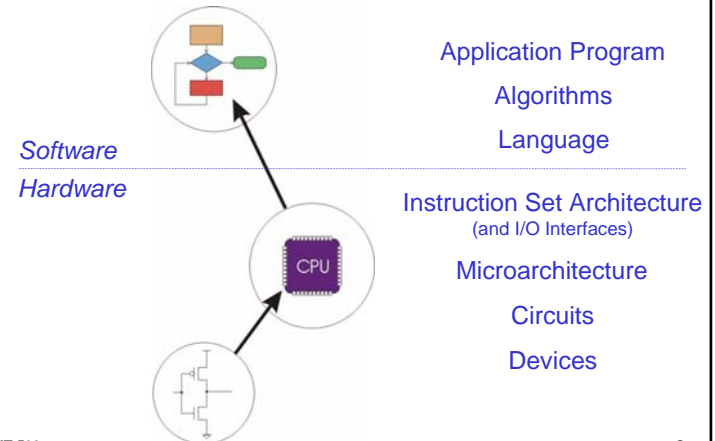 Application Program
Algorithms
Language
Software
Hardware
Instruction Set Architecture
(and I/O Interfaces)
CPU
Microarchitecture
Circuits
Devices